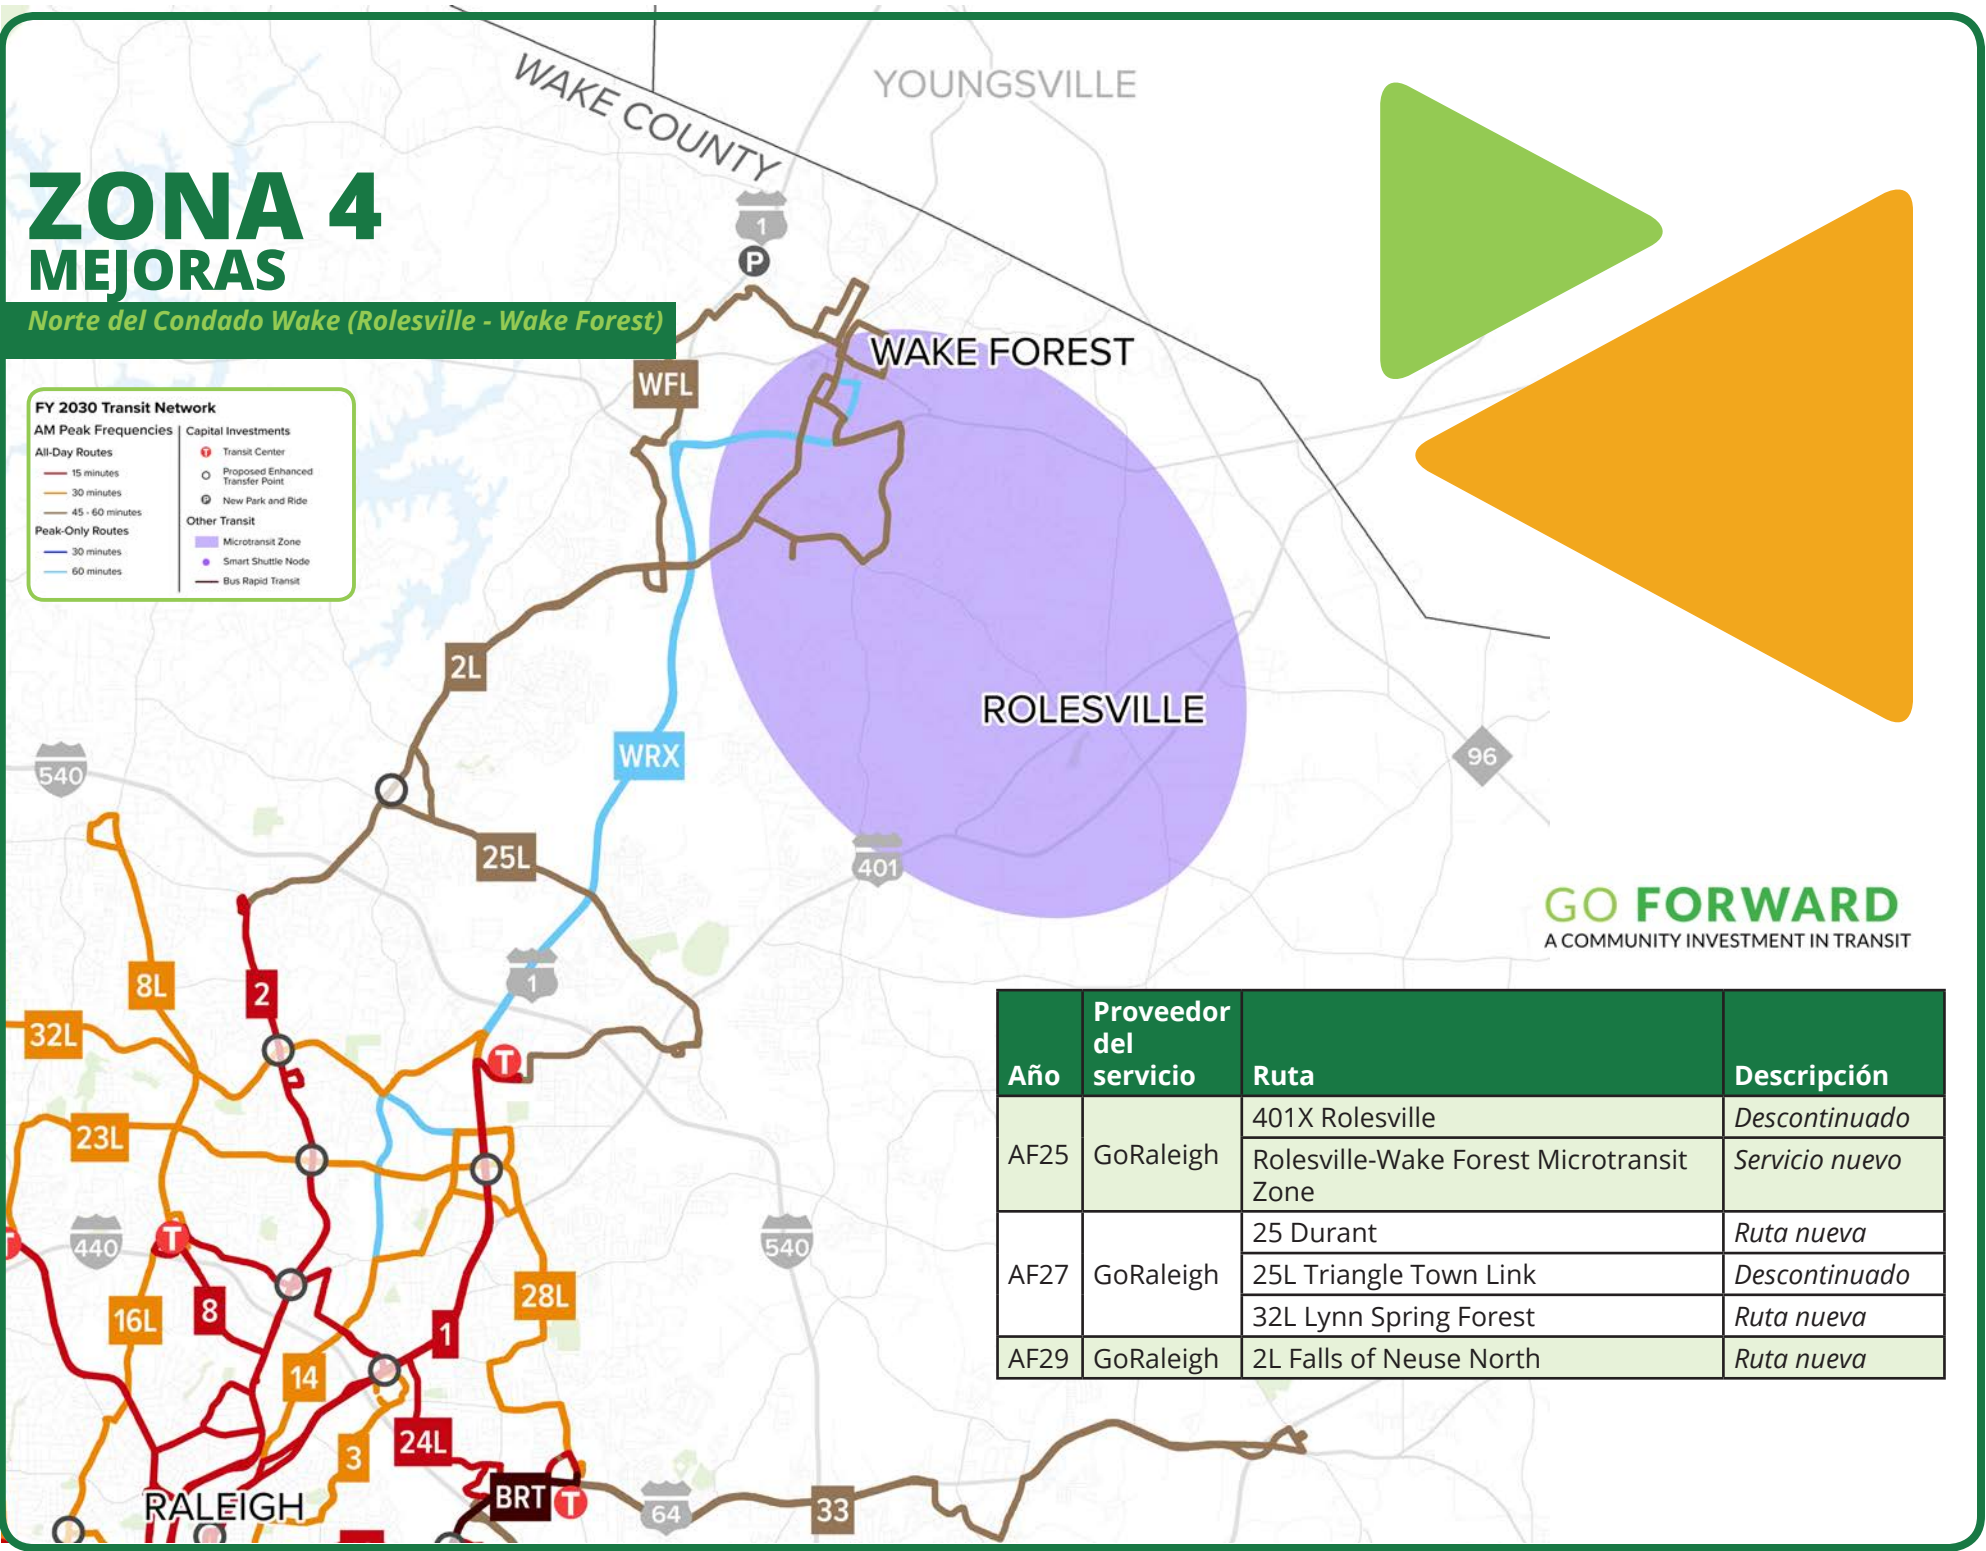 WAKE COUNTY
YOUNGSVILLE
ZONA 4
MEJORAS
Norte del Condado Wake (Rolesville - Wake Forest)
1
P
WAKE FOREST
WFL
FY 2030 Transit Network
AM Peak Frequencies
All-Day Routes
15 minutes
30 minutes
45 - 60 minutes
Peak-Only Routes
30 minutes
60 minutes
Capital Investments
T Transit Center
Proposed Enhanced
Transfer Point
P New Park and Ride
Other Transit
Microtransit Zone
Smart Shuttle Node
Bus Rapid Transit
2L
ROLESVILLE
WRX
540
96
25L
401
GO FORWARD
A COMMUNITY INVESTMENT IN TRANSIT
8L
2
1
32L
T
23L
T
T
440
540
16L
8
28L
1
14
24L
3
BRT
T
64
33
RALEIGH
Año
Proveedor
del
servicio
Ruta
Descripción
AF25
GoRaleigh
401X Rolesville
Descontinuado
Rolesville-Wake Forest Microtransit
Zone
Servicio nuevo
AF27
GoRaleigh
25 Durant
Ruta nueva
25L Triangle Town Link
Descontinuado
32L Lynn Spring Forest
Ruta nueva
AF29
GoRaleigh
2L Falls of Neuse North
Ruta nueva